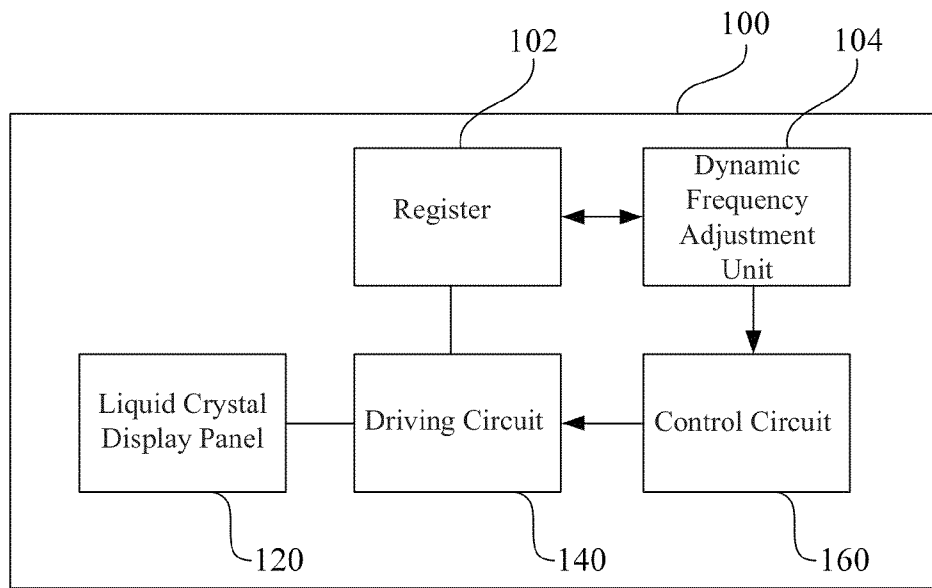 100
102
104
Register
Dynamic
Frequency
Adjustment
Unit
Liquid Crystal
Display Panel
Driving Circuit
Control Circuit
120
140
160